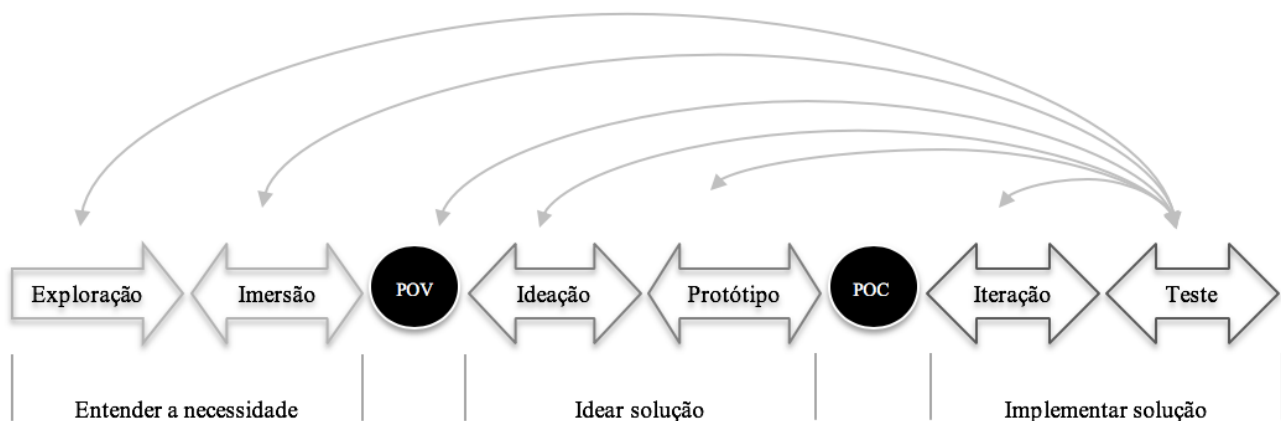 Exploração
Imersão
POV
Ideação
Protótipo
POC
Iteração
Teste
Entender a necessidade
Idear solução
Implementar solução